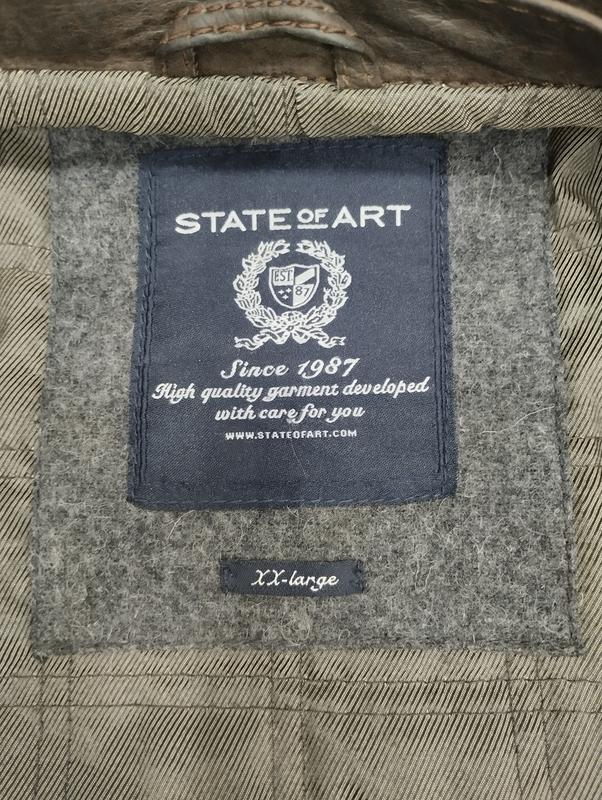 STATE OF ART
EST.
87
Since 1987
High quality garment developed
with care for you
WWW.STATEOFART.COM
XX-large